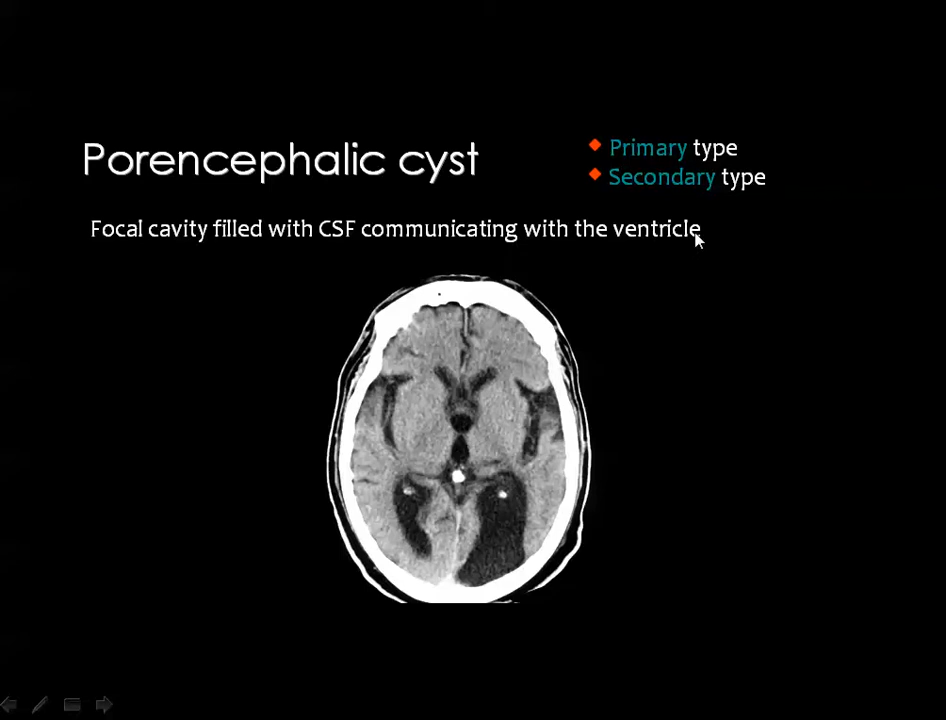 Porencephalic cyst
Primary type
Secondary type
Focal cavity filled with CSF communicating with the ventricle